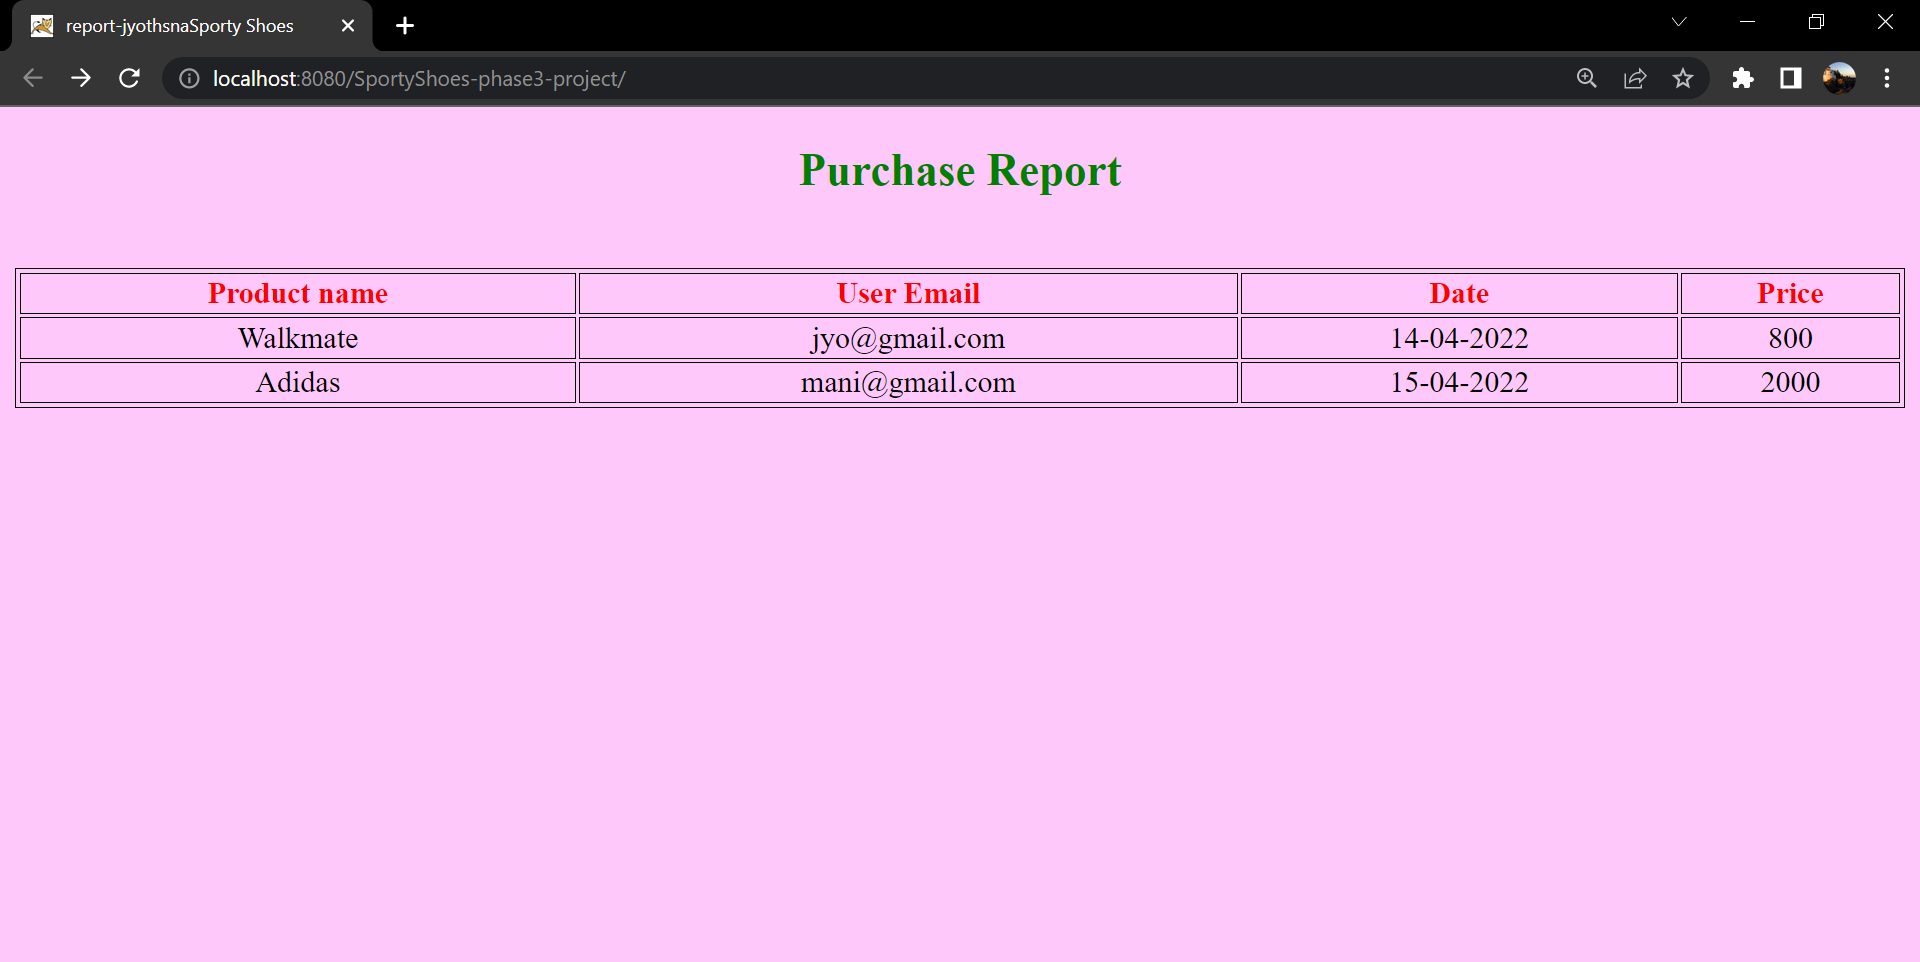 report-jyothsnaSporty Shoes
localhost:8080/SportyShoes-phase3-project/
Purchase Report
Product name User Email Date Price
Walkmate jyo@gmail.com 14-04-2022 800
Adidas mani@gmail.com 15-04-2022 2000